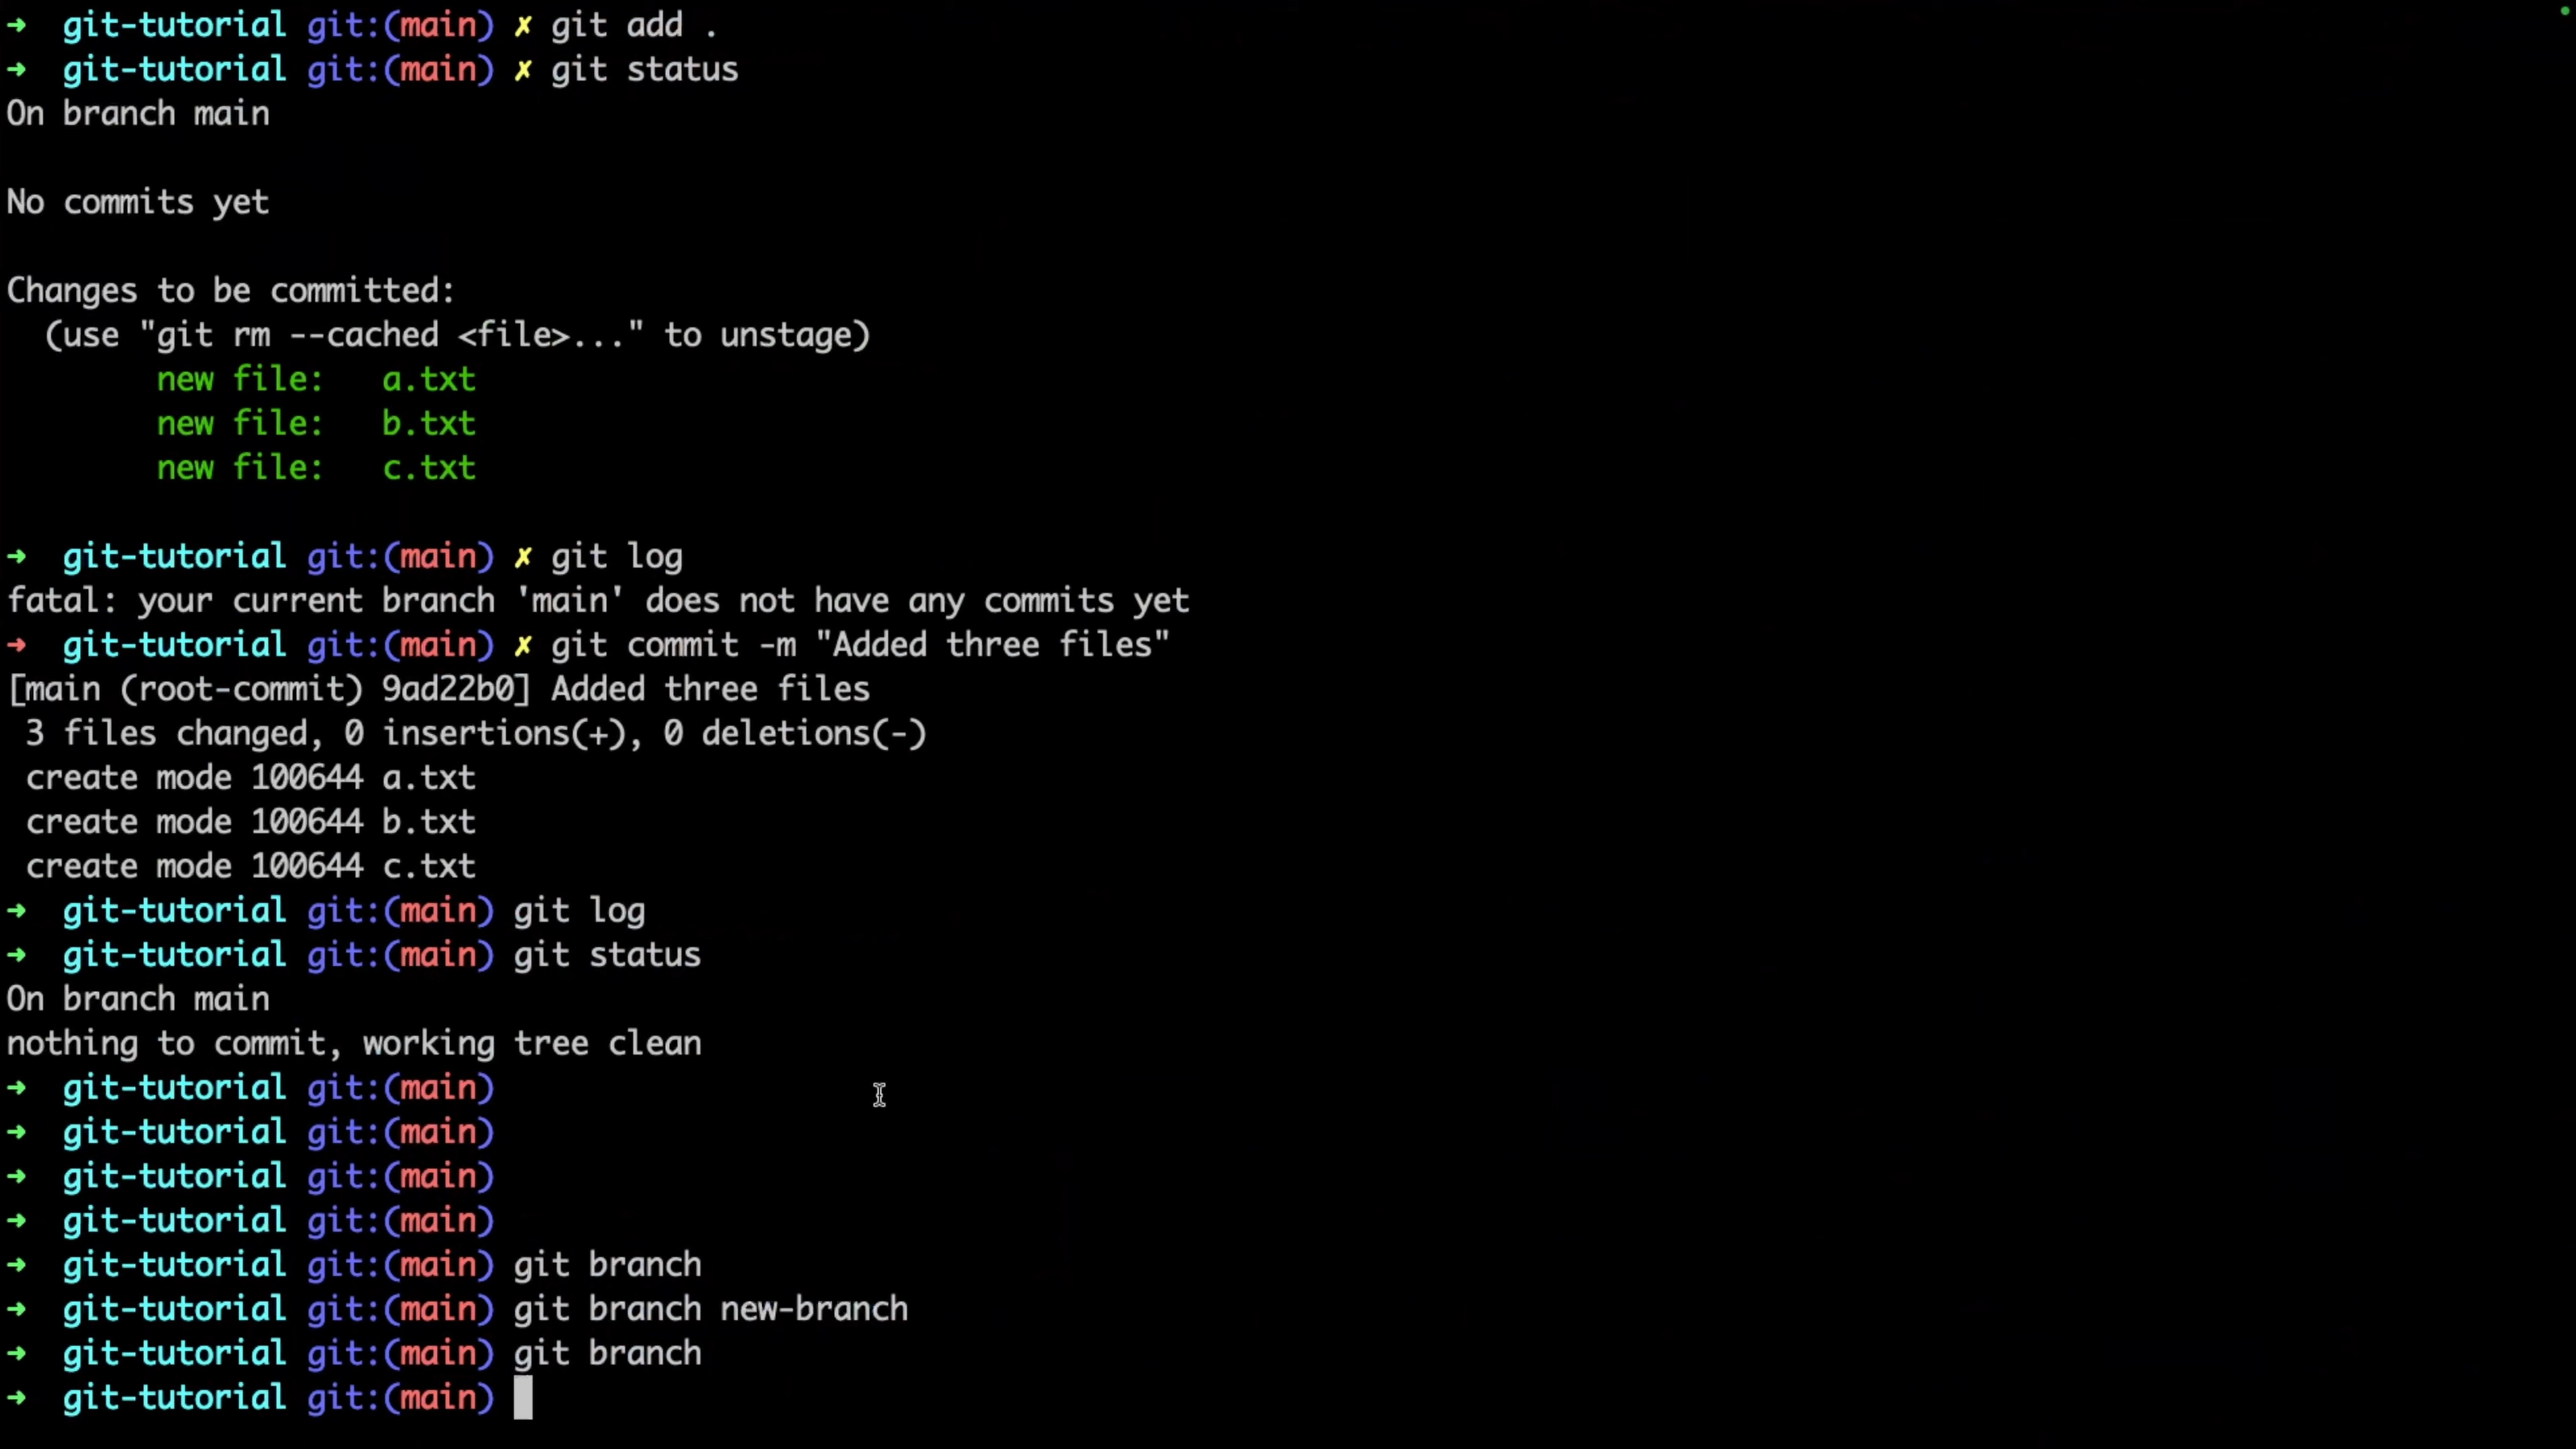 ➜ git-tutorial git:(main) ✗ git add .
➜ git-tutorial git:(main) ✗ git status
On branch main
No commits yet
Changes to be committed:
(use "git rm --cached <file>..." to unstage)
new file: a.txt
new file: b.txt
new file: c.txt
➜ git-tutorial git:(main) ✗ git log
fatal: your current branch 'main' does not have any commits yet
➜ git-tutorial git:(main) ✗ git commit -m "Added three files"
[main (root-commit) 9ad22b0] Added three files
3 files changed, 0 insertions(+), 0 deletions(-)
create mode 100644 a.txt
create mode 100644 b.txt
create mode 100644 c.txt
➜ git-tutorial git:(main) git log
➜ git-tutorial git:(main) git status
On branch main
nothing to commit, working tree clean
➜ git-tutorial git:(main)
➜ git-tutorial git:(main)
➜ git-tutorial git:(main)
➜ git-tutorial git:(main)
➜ git-tutorial git:(main) git branch
➜ git-tutorial git:(main) git branch new-branch
➜ git-tutorial git:(main) git branch
➜ git-tutorial git:(main)